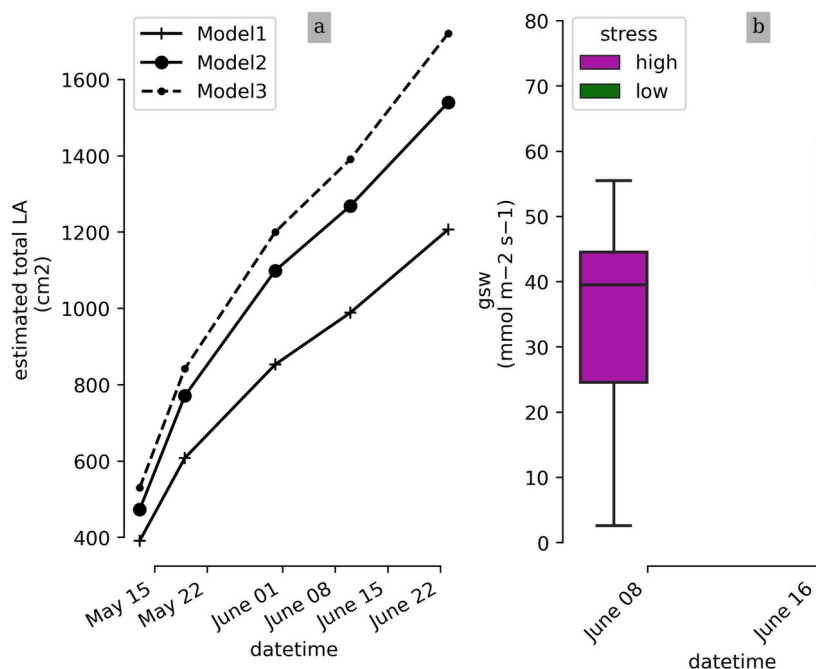 a
Model1
Model2
Model3
estimated total LA
(cm2)
1600
1400
1200
1000
800
600
400
May 15
May 22
June 01
June 08
June 15
June 22
datetime
b
stress
high
low
gsw
(mmol m−2 s−1)
80
70
60
50
40
30
20
10
0
June 08
June 16
datetime